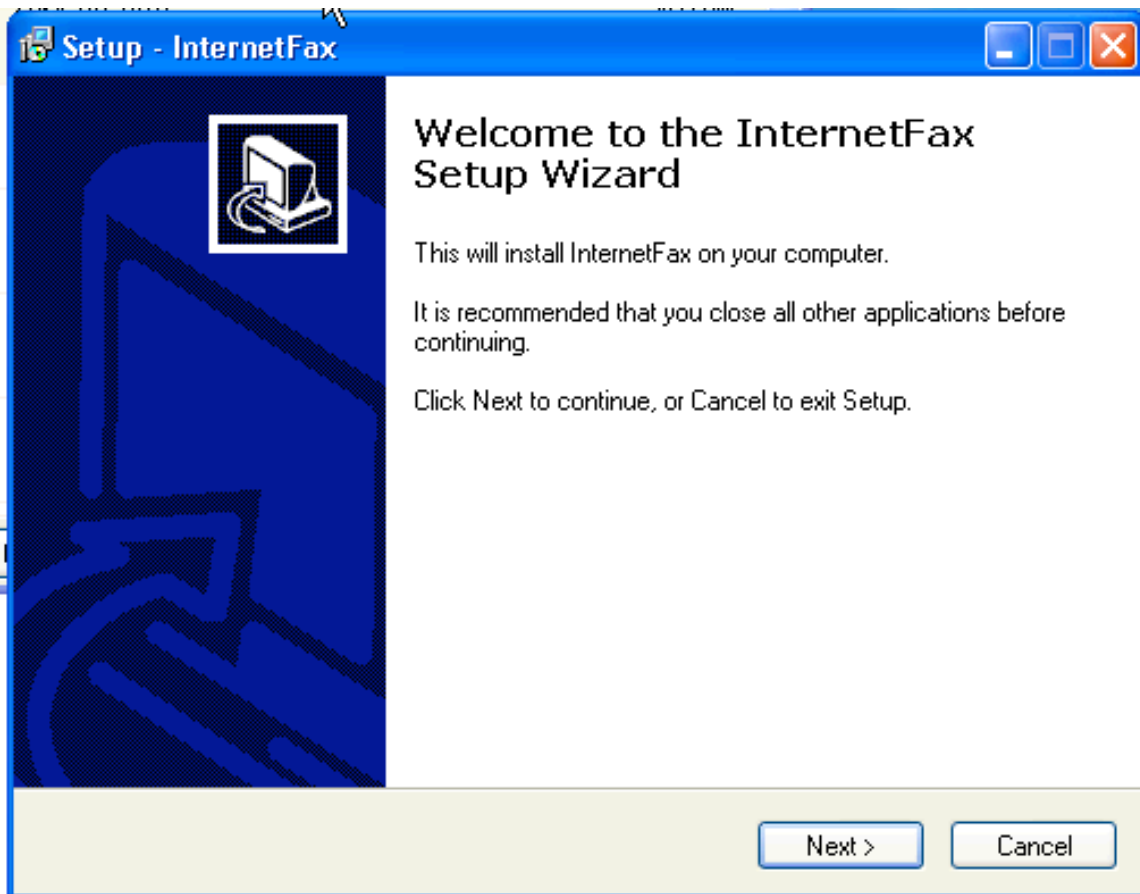 Setup - InternetFax
Welcome to the InternetFax
Setup Wizard
This will install InternetFax on your computer.
It is recommended that you close all other applications before
continuing.
Click Next to continue, or Cancel to exit Setup.
Next >
Cancel